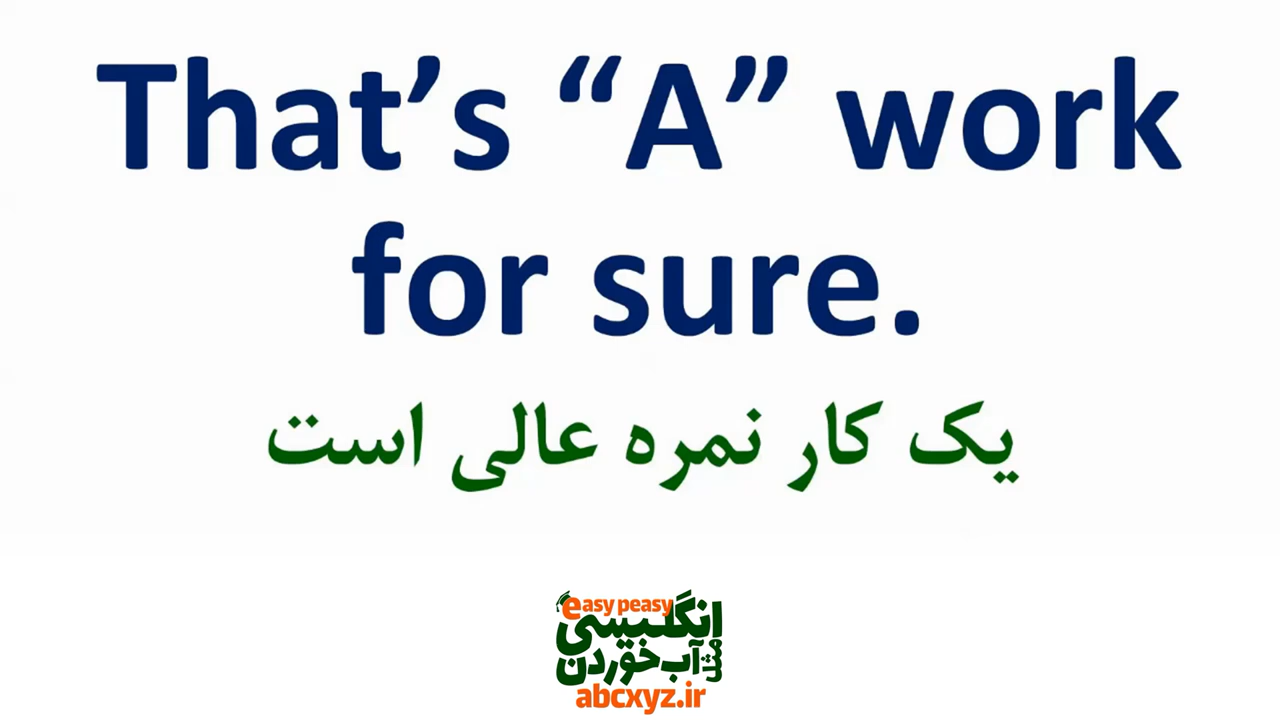 That's “A” work
for sure.
یک کار نمره عالی است
easy peasy
انگلیسی
مثل آب خوردن
abcxyz.ir